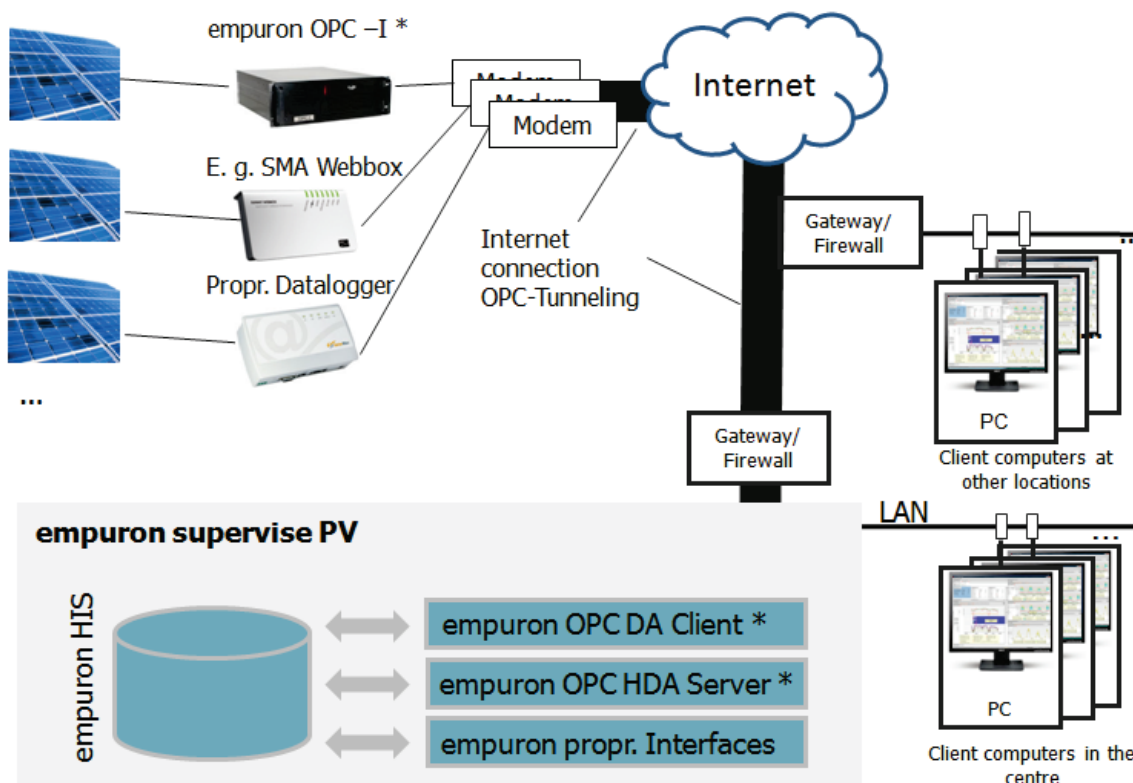 empuron OPC –I *
Modem
Modem
Modem
Internet
E. g. SMA Webbox
Propr. Datalogger
...
Internet
connection
OPC-Tunneling
Gateway/
Firewall
...
PC
Client computers at
other locations
Gateway/
Firewall
LAN
...
PC
Client computers in the
centre
empuron supervise PV
empuron HIS
empuron OPC DA Client *
empuron OPC HDA Server *
empuron propr. Interfaces